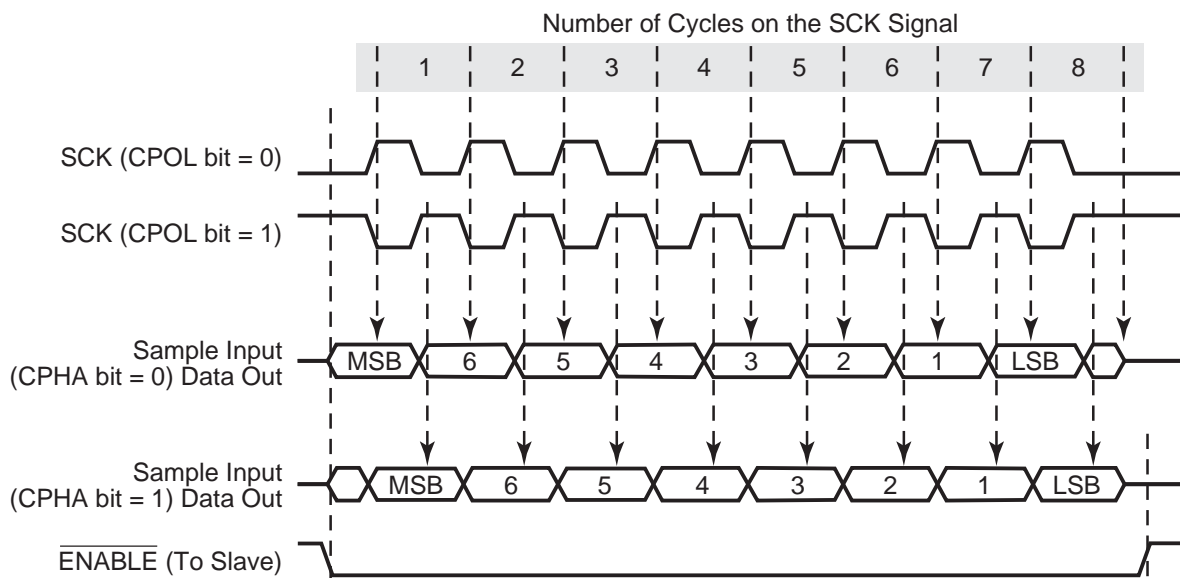 Number of Cycles on the SCK Signal
1 2 3 4 5 6 7 8
SCK (CPOL bit = 0)
SCK (CPOL bit = 1)
Sample Input
(CPHA bit = 0) Data Out
MSB 6 5 4 3 2 1 LSB
Sample Input
(CPHA bit = 1) Data Out
MSB 6 5 4 3 2 1 LSB
ENABLE (To Slave)